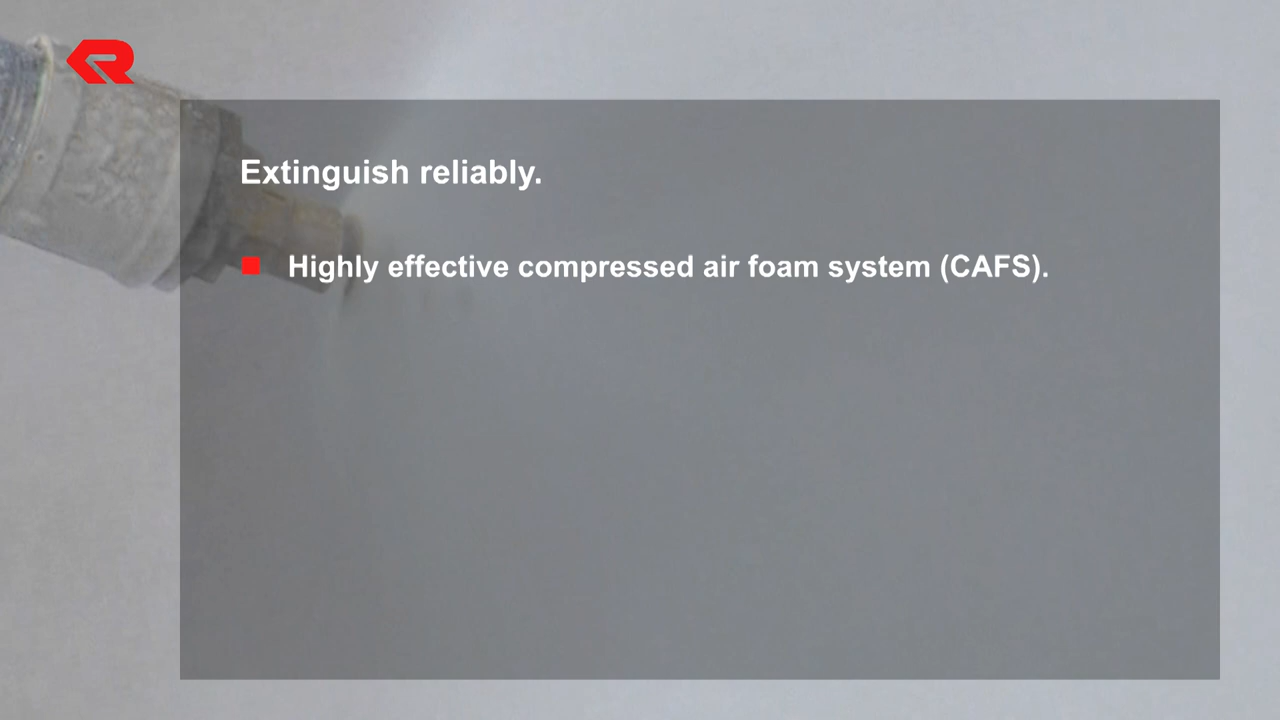 Extinguish reliably.
Highly effective compressed air foam system (CAFS).